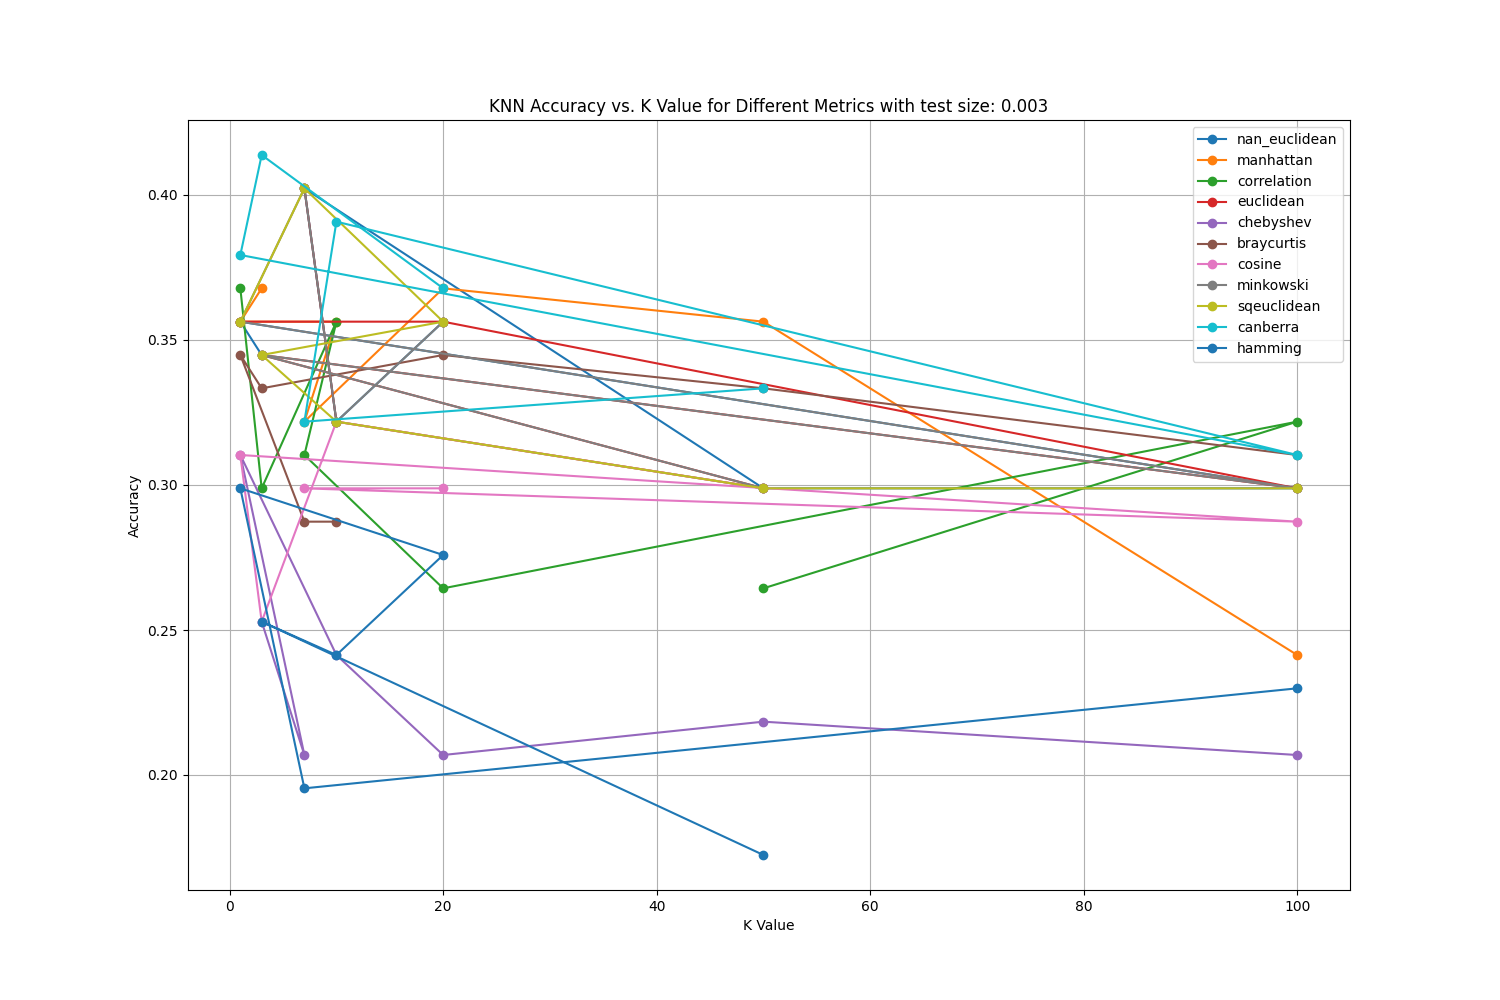 KNN Accuracy vs. K Value for Different Metrics with test size: 0.003
nan_euclidean
manhattan
correlation
euclidean
chebyshev
braycurtis
cosine
minkowski
sqeuclidean
canberra
hamming
0.40
0.35
0.30
0.25
0.20
Accuracy
0 20 40 60 80 100
K Value